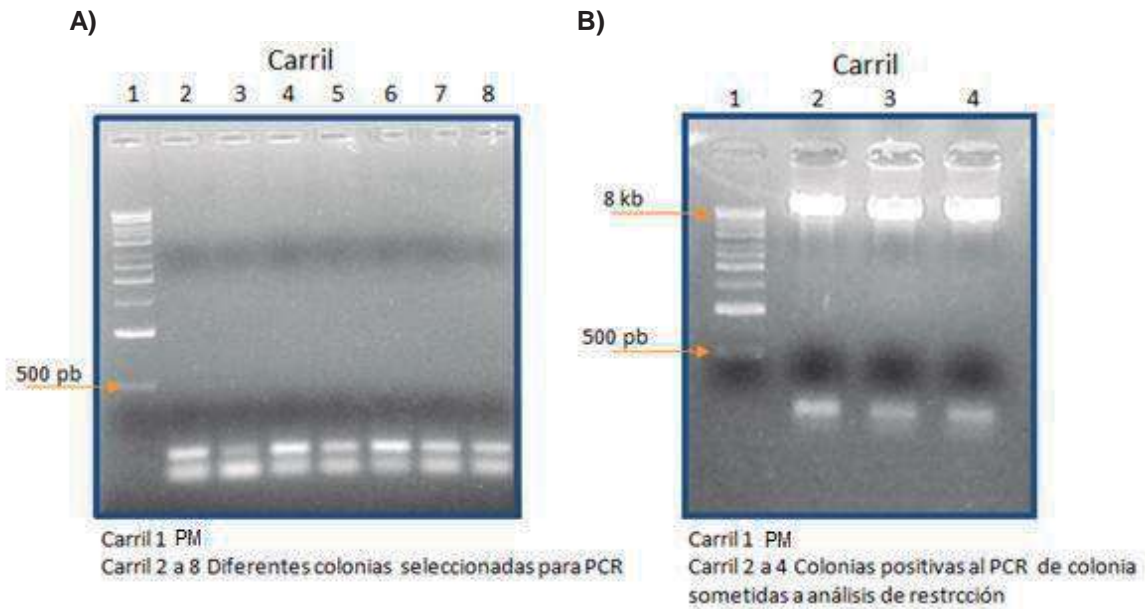 A)
Carril
1 2 3 4 5 6 7 8
500 pb
Carril 1 PM
Carril 2 a 8 Diferentes colonias seleccionadas para PCR
B)
Carril
1 2 3 4
8 kb
500 pb
Carril 1 PM
Carril 2 a 4 Colonias positivas al PCR de colonia
sometidas a análisis de restrcción